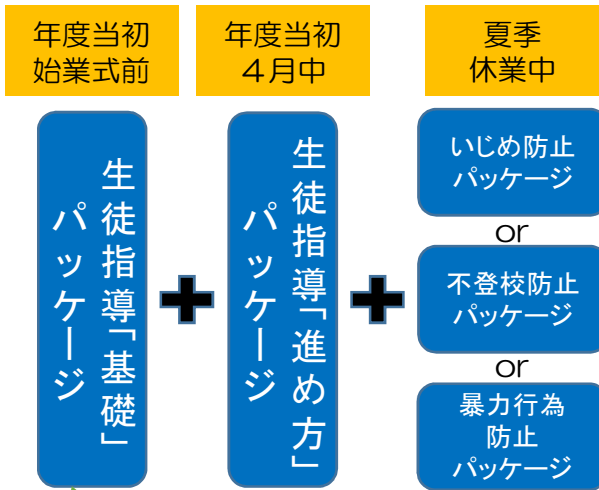 年度当初
始業式前
年度当初
4月中
夏季
休業中
生徒指導「基礎」
パッケージ
+
生徒指導「進め方」
パッケージ
+
いじめ防止
パッケージ
or
不登校防止
パッケージ
or
暴力行為
防止
パッケージ